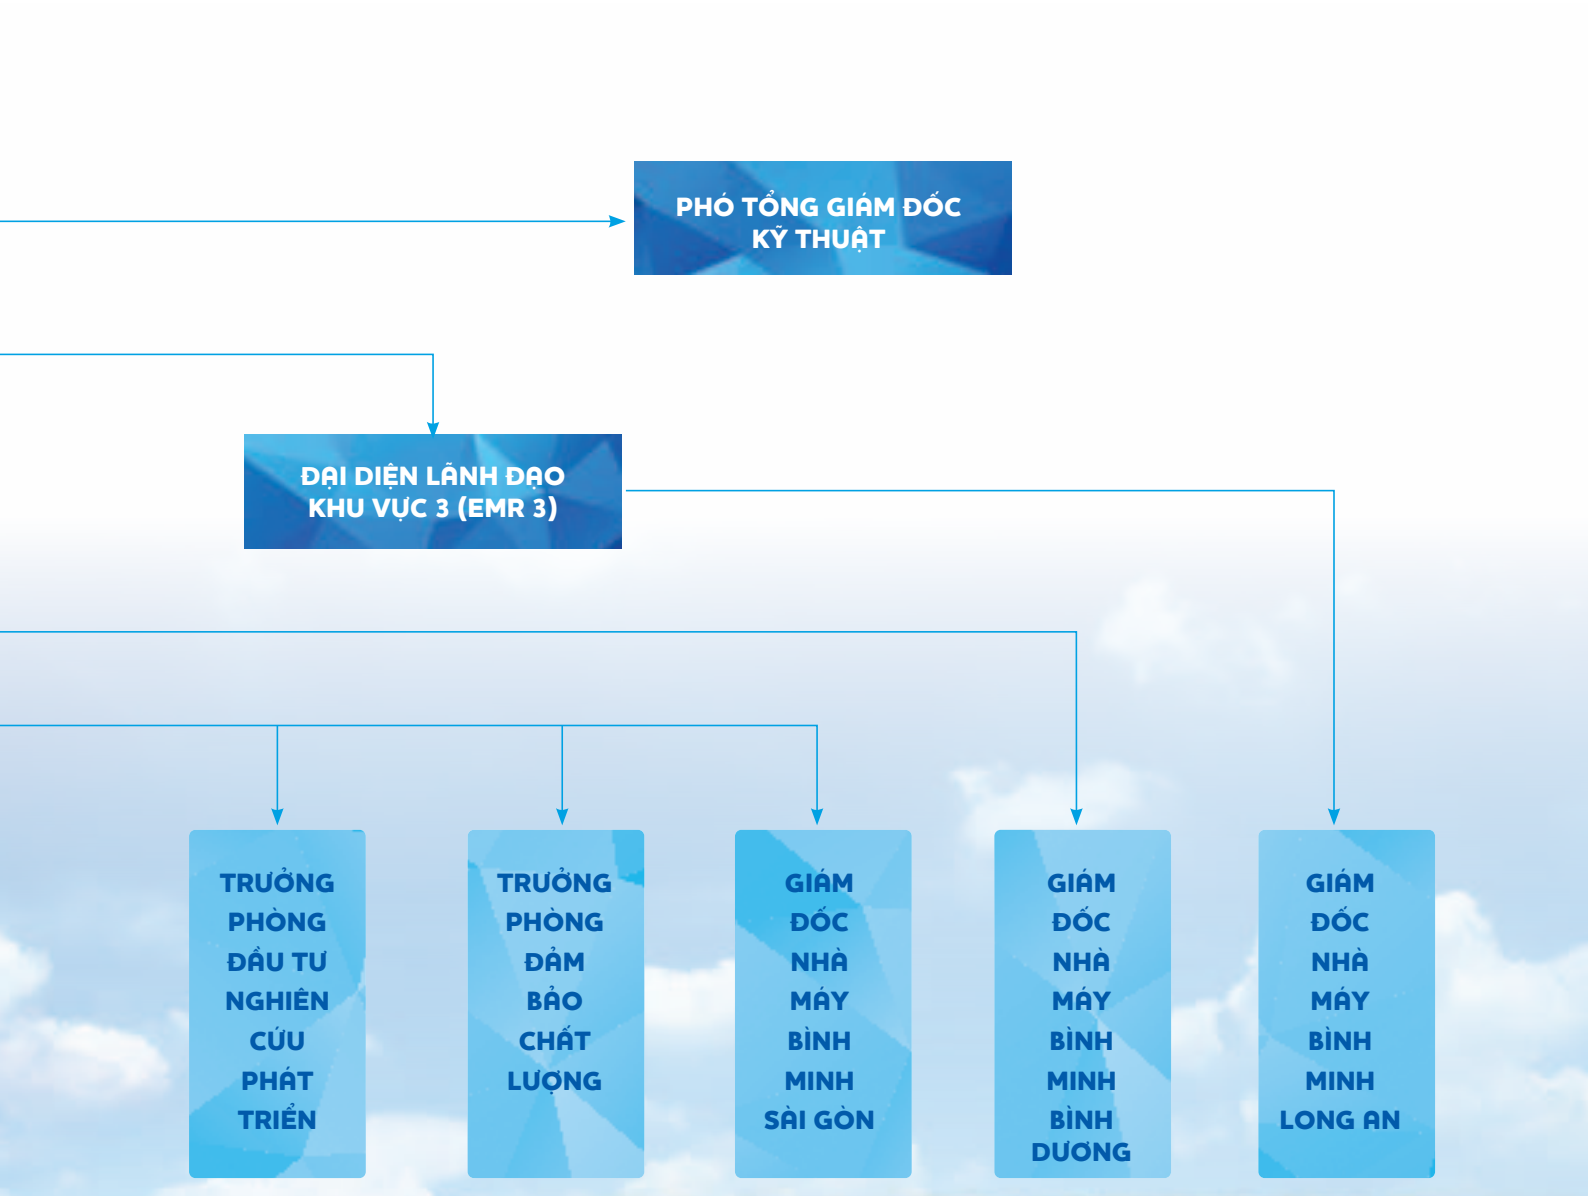 PHÓ TỔNG GIÁM ĐỐC
KỸ THUẬT
ĐẠI DIỆN LÃNH ĐẠO
KHU VỰC 3 (EMR 3)
TRƯỞNG
PHÒNG
ĐẦU TƯ
NGHIÊN
CỨU
PHÁT
TRIỂN
TRƯỞNG
PHÒNG
ĐẢM
BẢO
CHẤT
LƯỢNG
GIÁM
ĐỐC
NHÀ
MÁY
BÌNH
MINH
SÀI GÒN
GIÁM
ĐỐC
NHÀ
MÁY
BÌNH
MINH
BÌNH
DƯƠNG
GIÁM
ĐỐC
NHÀ
MÁY
BÌNH
MINH
LONG AN